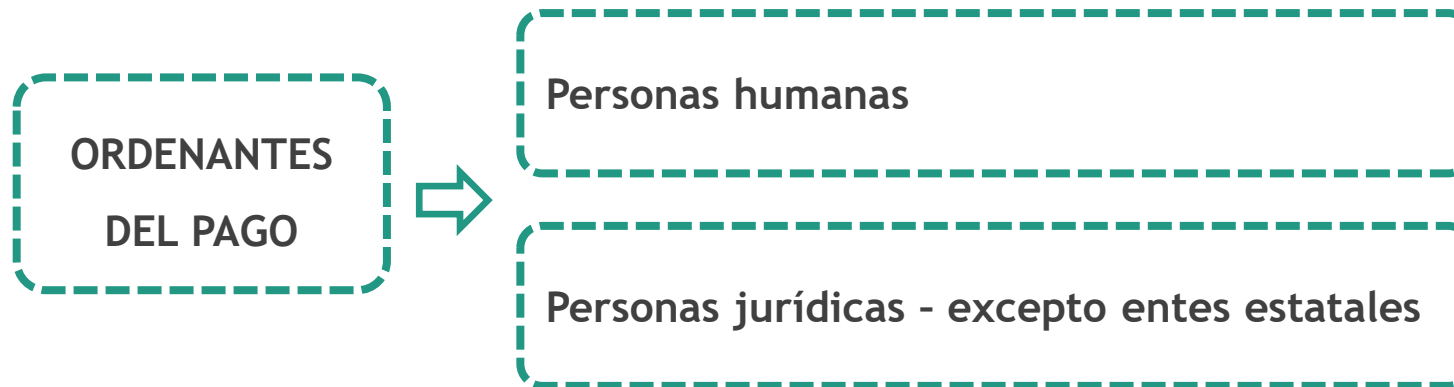 ORDENANTES
DEL PAGO
Personas humanas
Personas jurídicas - excepto entes estatales